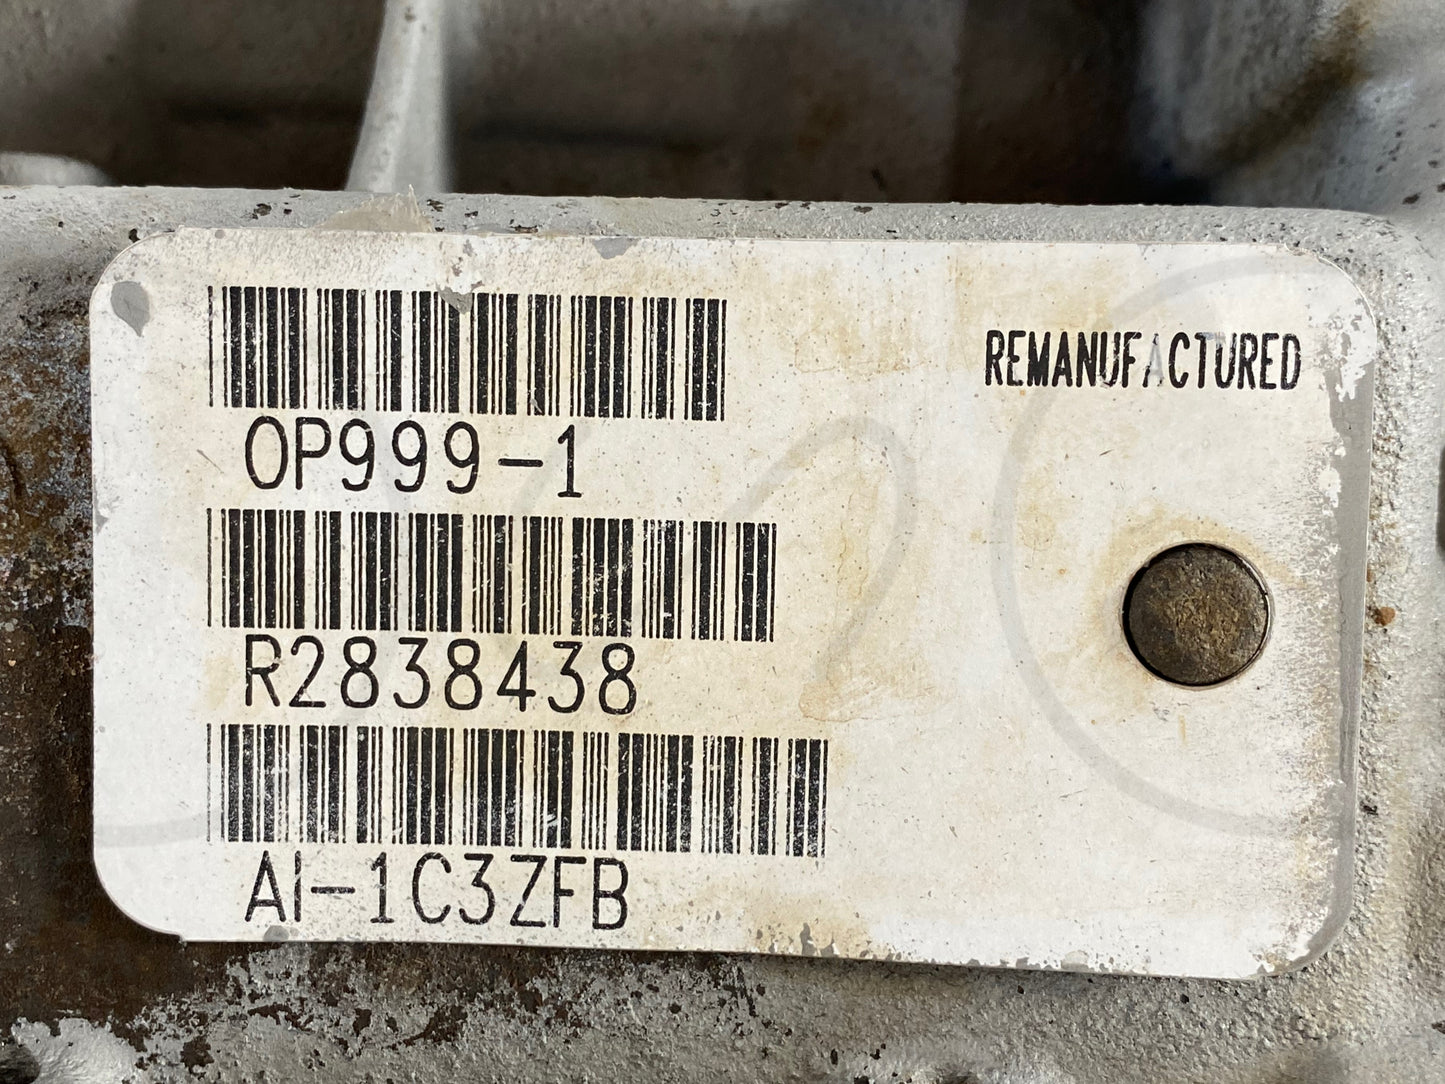 REMANUFACTURED
OP999-1
R2838438
AI-1C3ZFB